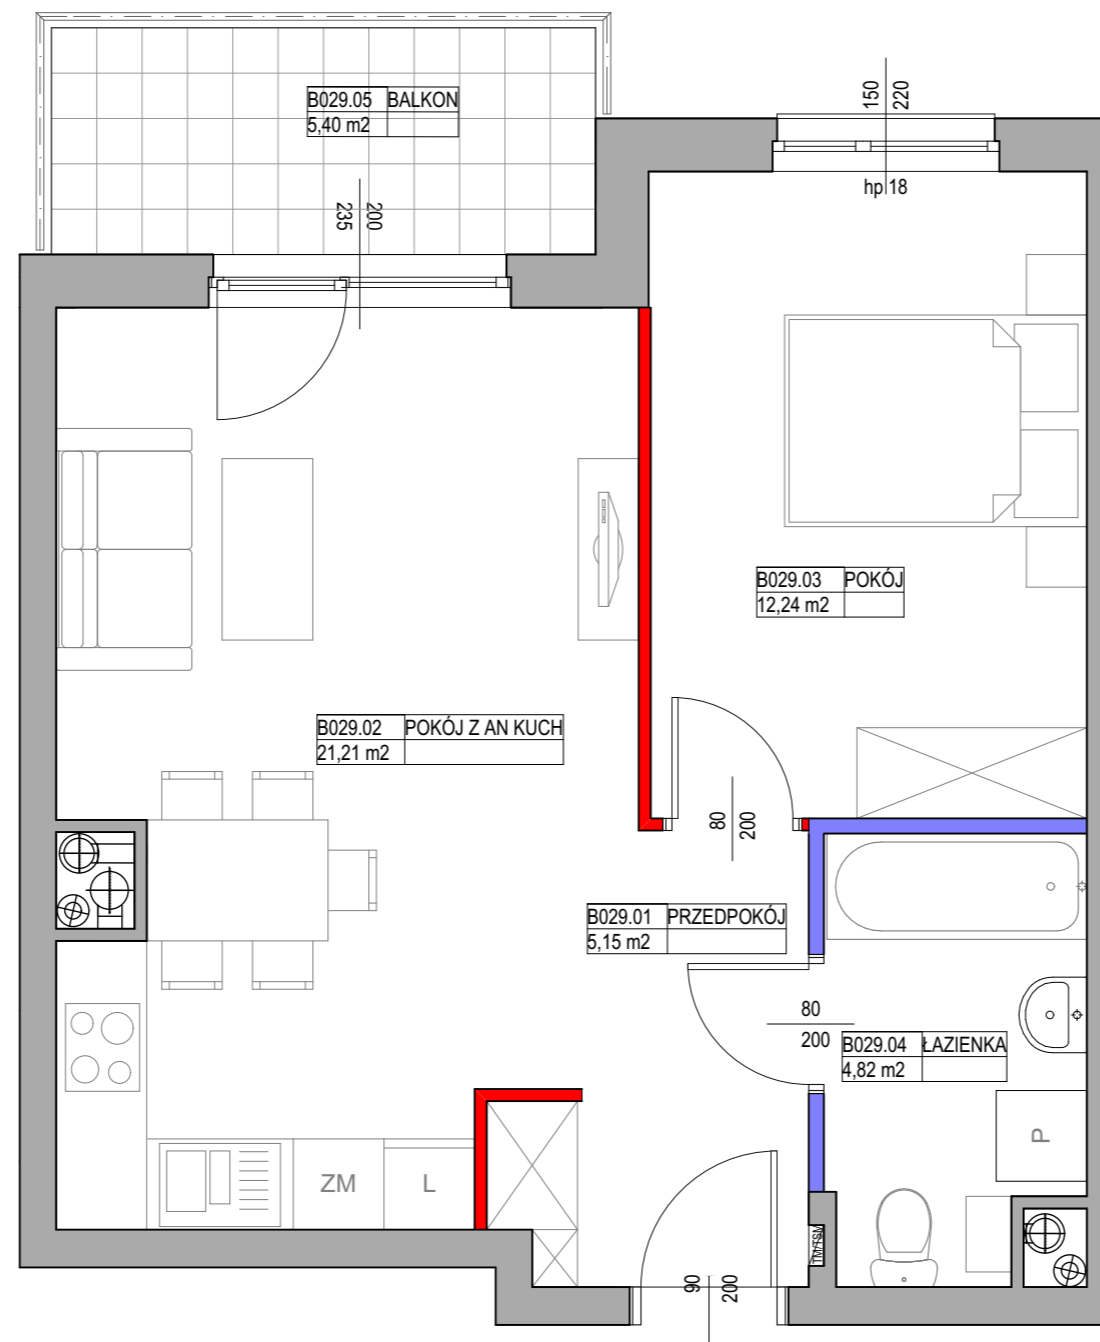 B029.05 BALKON
5,40 m2
150
220
hp 18
235
200
B029.03 POKÓJ
12,24 m2
B029.02 POKÓJ Z AN KUCH
21,21 m2
80
200
B029.01 PRZEDPOKÓJ
5,15 m2
80
200
B029.04 ŁAZIENKA
4,82 m2
P
ZM
L
TM/TSM
90
200